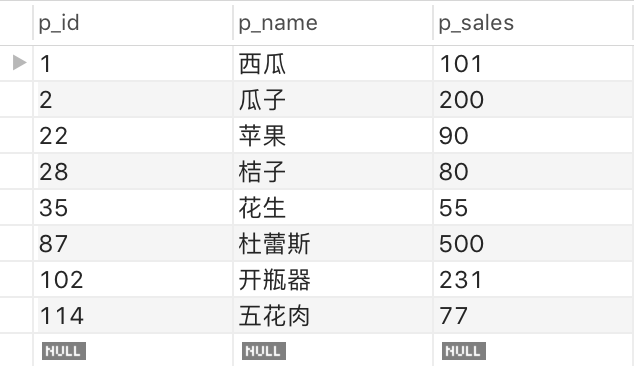 p_id p_name p_sales
1 西瓜 101
2 瓜子 200
22 苹果 90
28 桔子 80
35 花生 55
87 杜蕾斯 500
102 开瓶器 231
114 五花肉 77
NULL NULL NULL